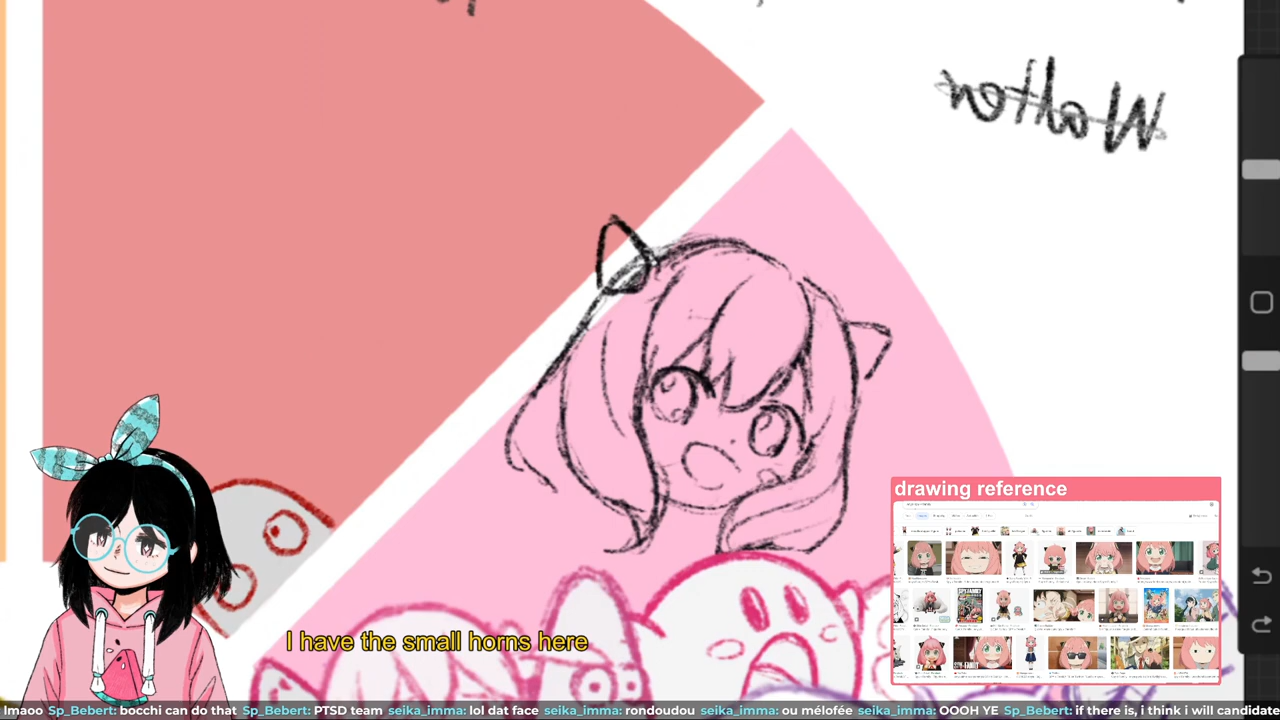 Walter
drawing reference
I have the small horns here
lmaoo Sp_Bebert: bocchi can do that Sp_Bebert: PTSD team seika_imma: lol dat face seika_imma: rondoudou seika_imma: ou mélofée seika_imma: OOOH YE Sp_Bebert: if there is, i think i will candidate